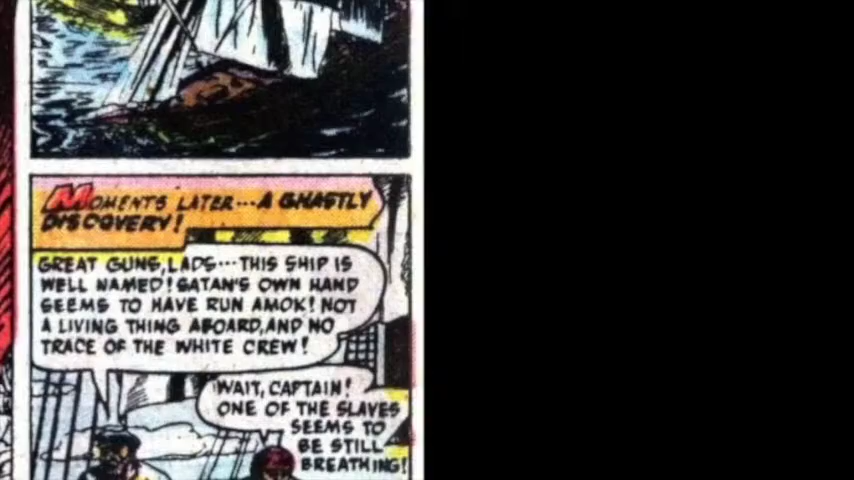 MOMENTS LATER...A GHASTLY
DISCOVERY!
GREAT GUNS, LADS...THIS SHIP IS
WELL NAMED! SATAN'S OWN HAND
SEEMS TO HAVE RUN AMOK! NOT
A LIVING THING ABOARD, AND NO
TRACE OF THE WHITE CREW!
WAIT, CAPTAIN!
ONE OF THE SLAVES
SEEMS TO
BE STILL
BREATHING!